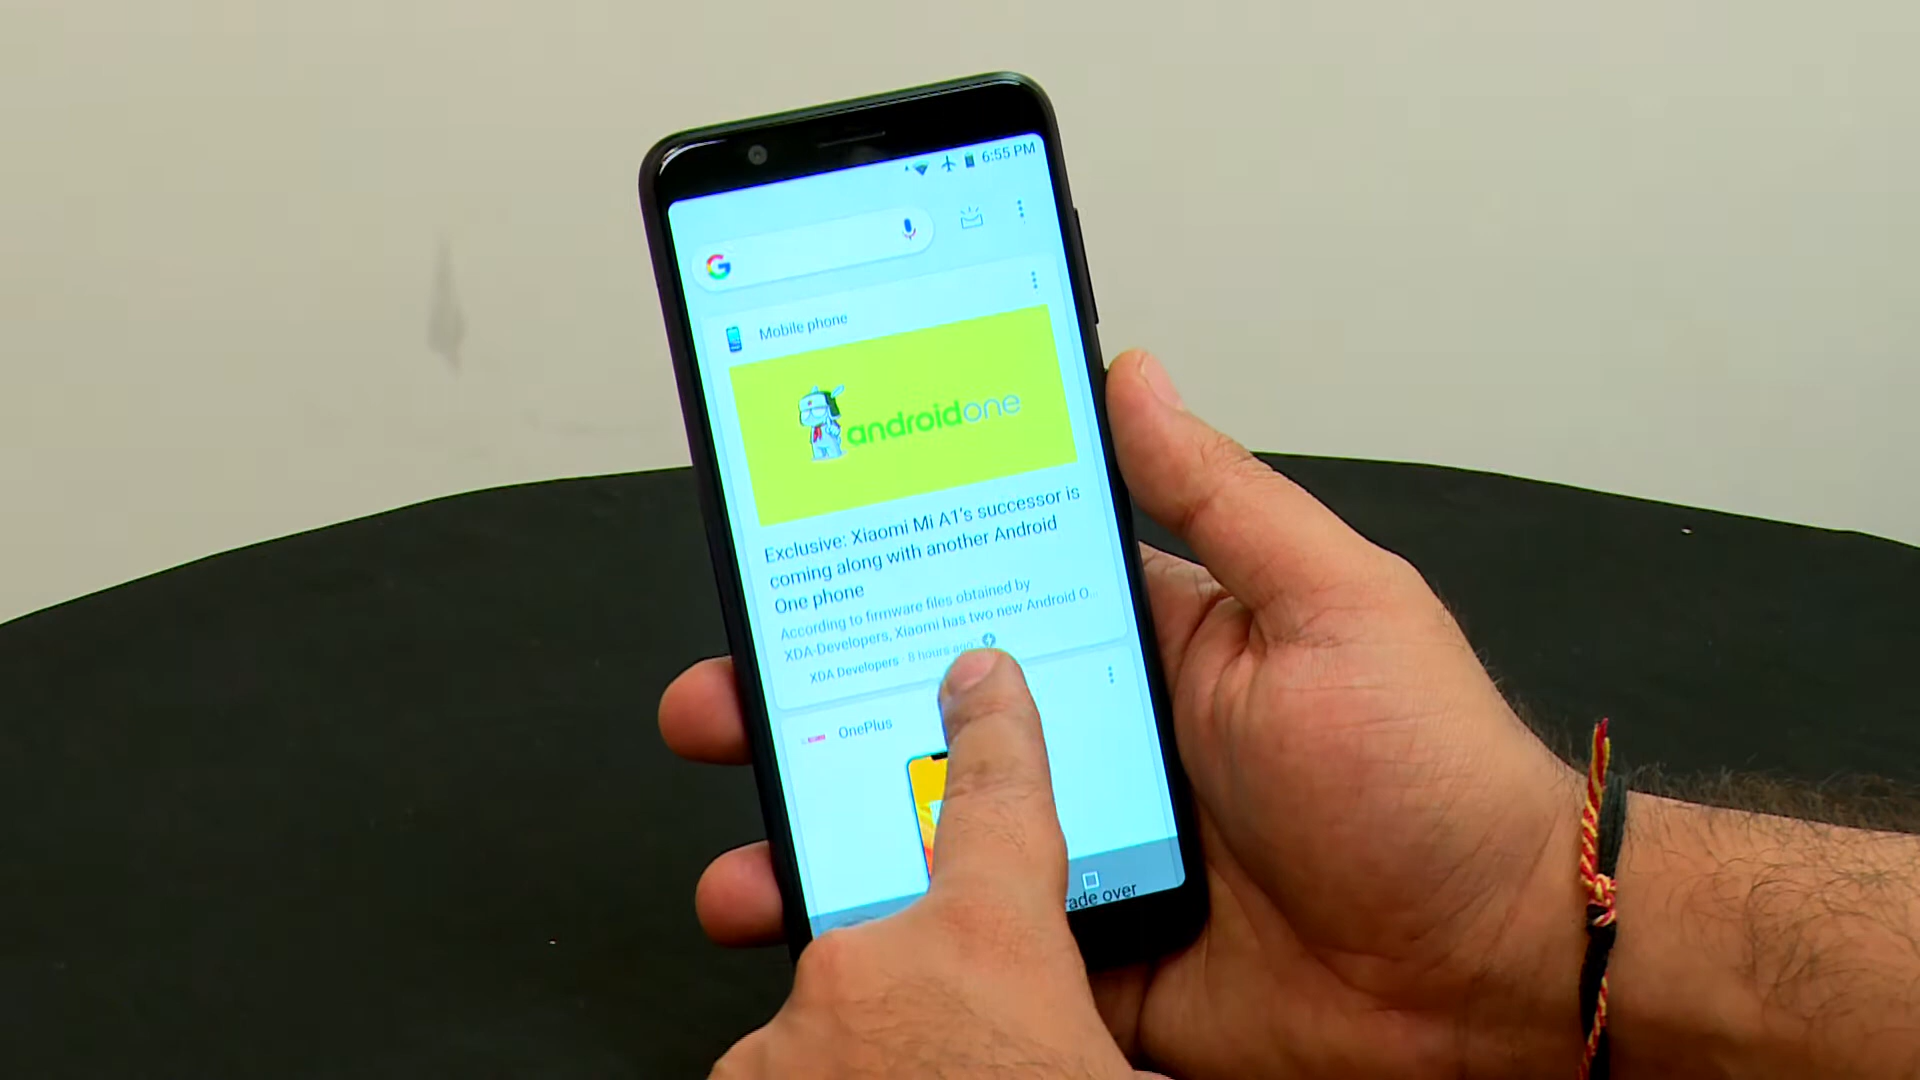 6:55 PM
G
Mobile phone
androidone
Exclusive: Xiaomi Mi A1's successor is
coming along with another Android
One phone
According to firmware files obtained by
XDA-Developers, Xiaomi has two new Android O...
XDA Developers · 8 hours ago
OnePlus
rade over